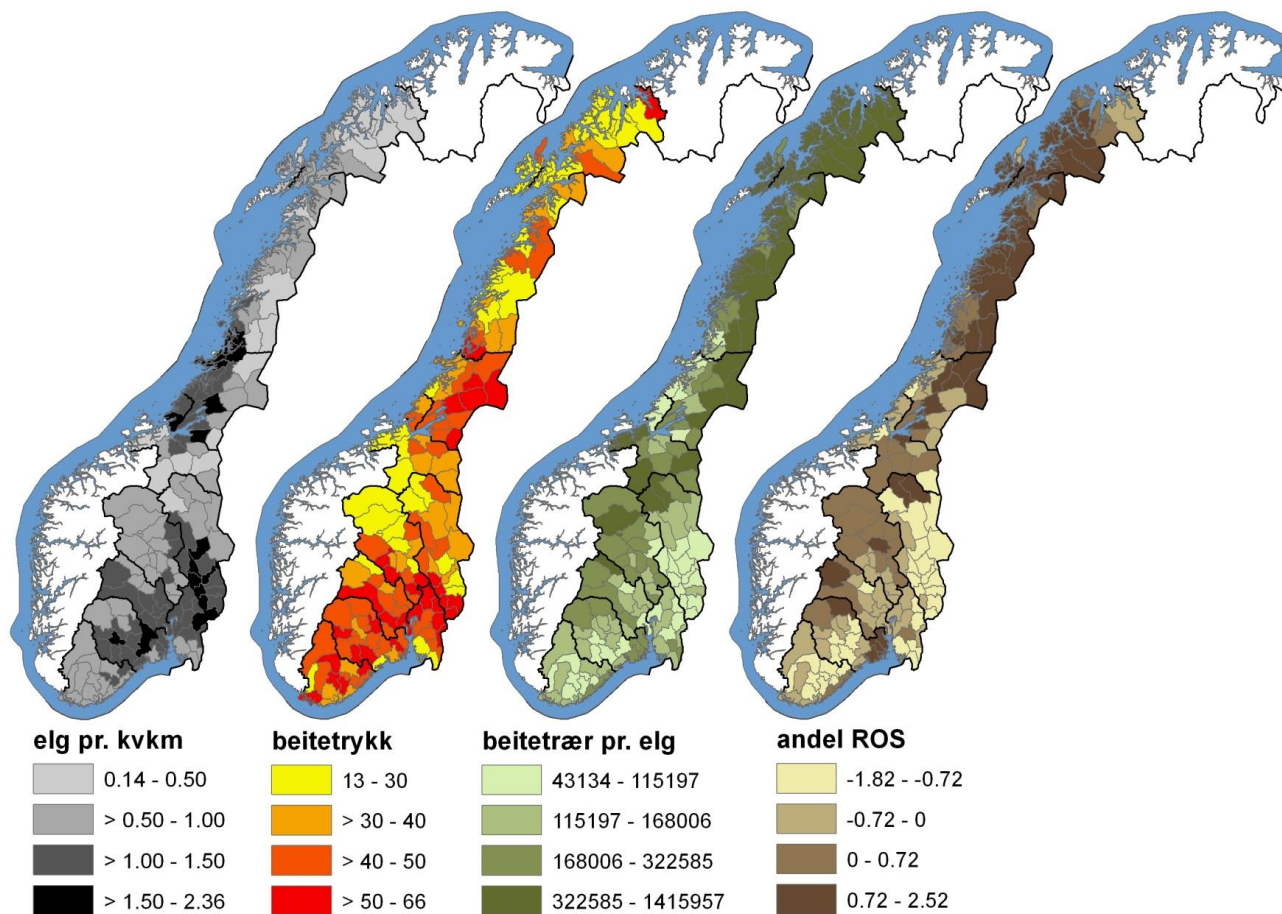 elg pr. kvkm
0.14 - 0.50
> 0.50 - 1.00
> 1.00 - 1.50
> 1.50 - 2.36
beitetrykk
13 - 30
> 30 - 40
> 40 - 50
> 50 - 66
beitetrær pr. elg
43134 - 115197
115197 - 168006
168006 - 322585
322585 - 1415957
andel ROS
-1.82 - -0.72
-0.72 - 0
0 - 0.72
0.72 - 2.52